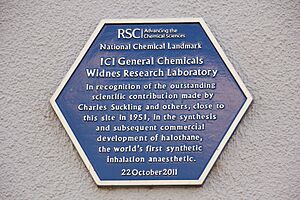 RSC | Advancing the
Chemical Sciences
National Chemical Landmark
ICI General Chemicals
Widnes Research Laboratory
In recognition of the outstanding
scientific contribution made by
Charles Suckling and others, close to
this site in 1951, in the synthesis
and subsequent commercial
development of halothane,
the world's first synthetic
inhalation anaesthetic.
22 October 2011